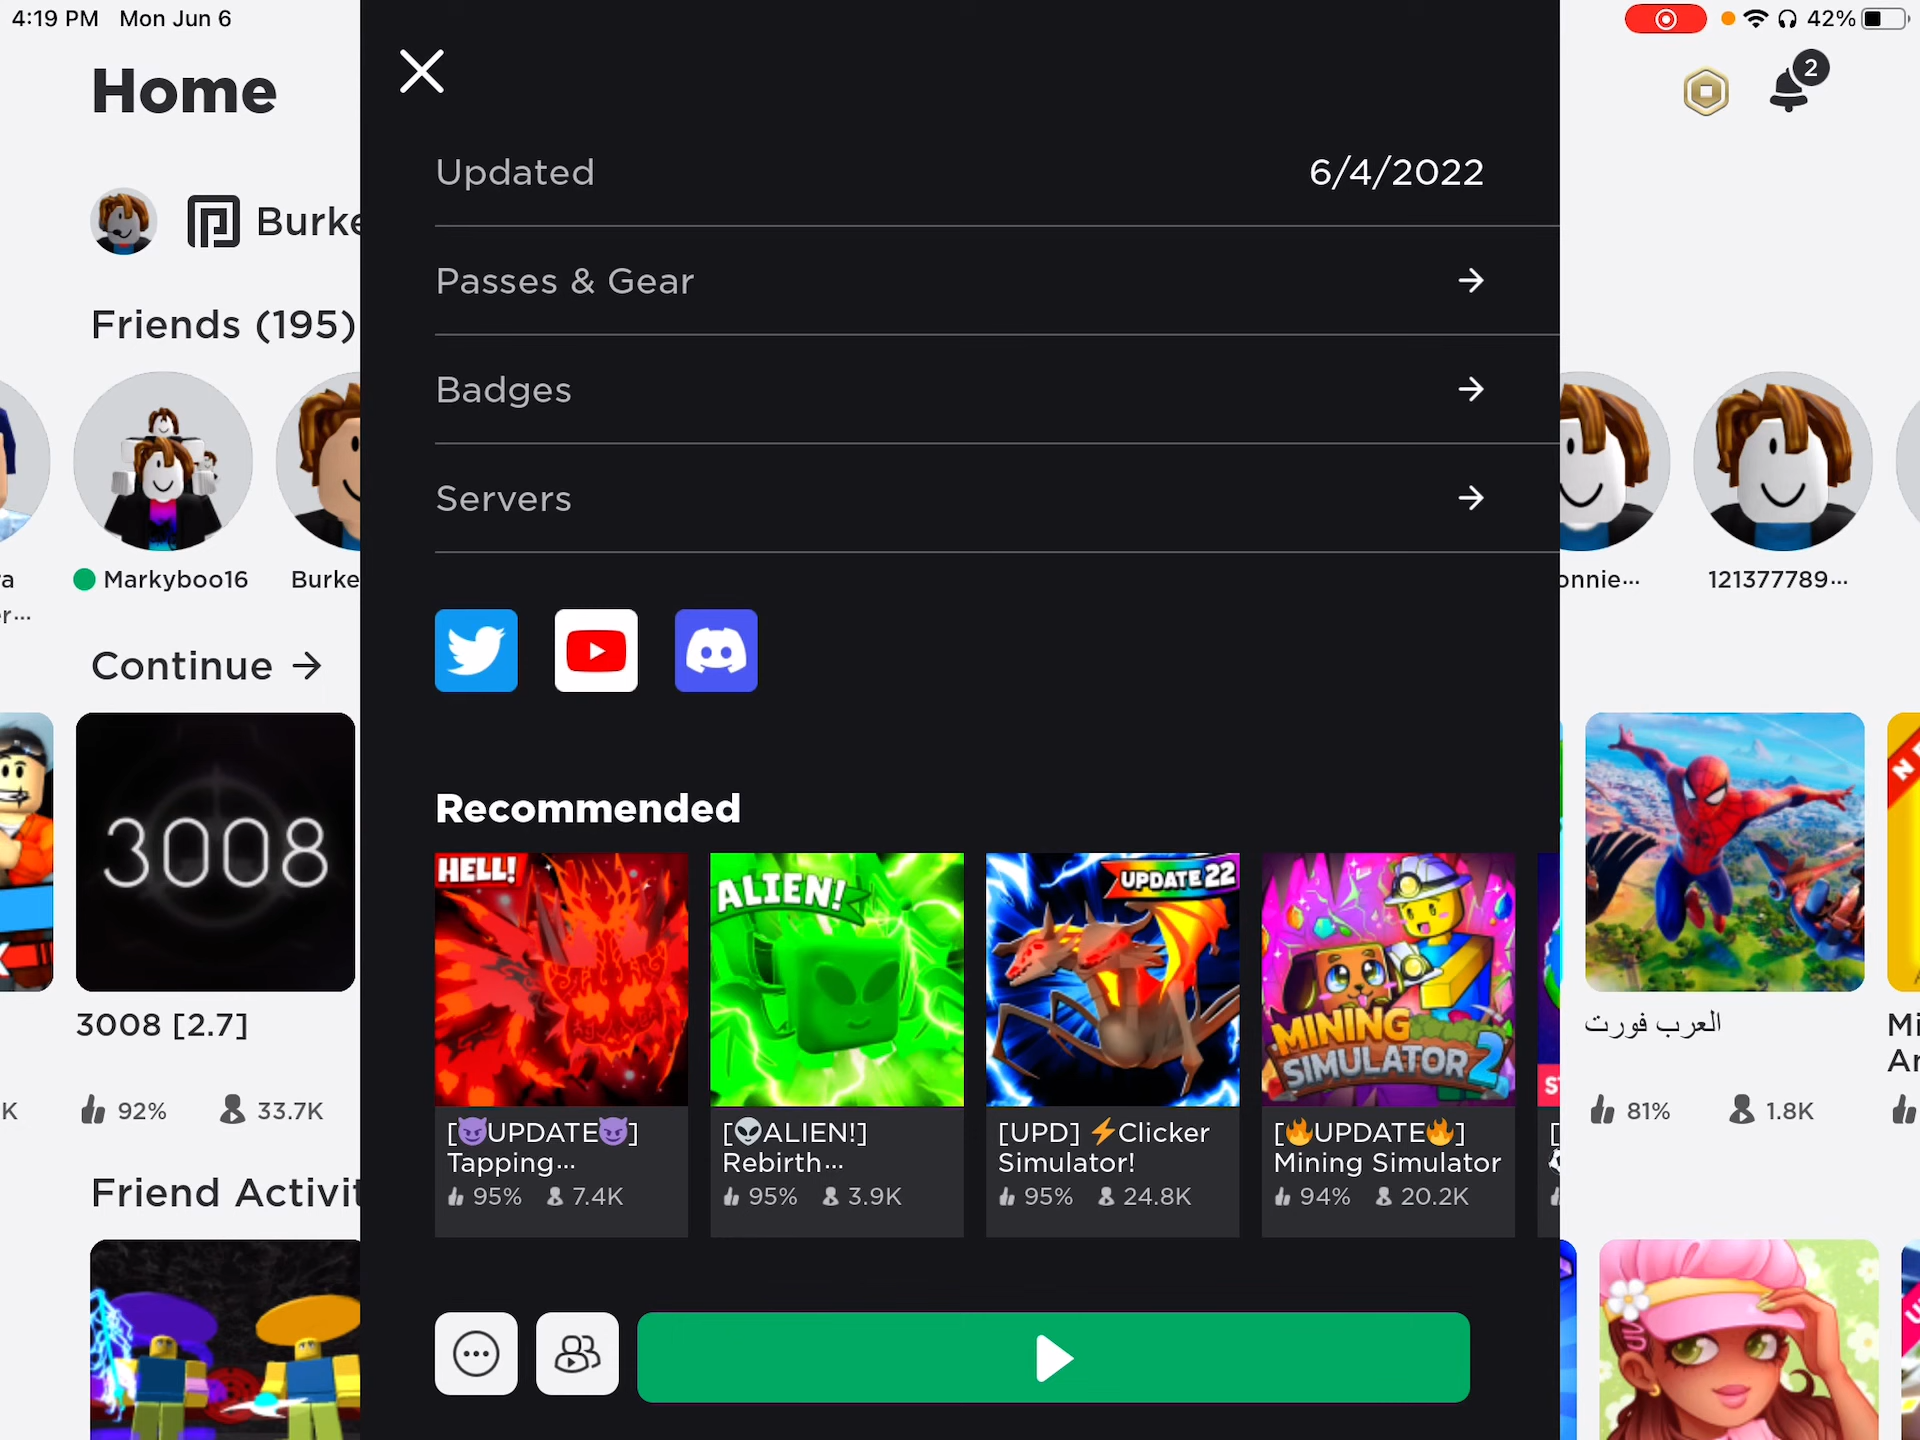 4:19 PM Mon Jun 6
42%
Home
2
Burke
Friends (195)
Markyboo16
Burke
onnie...
121377789...
Continue
3008
3008 [2.7]
92% 33.7K
العرب فورت
81% 1.8K
Friend Activit
Updated 6/4/2022
Passes & Gear
Badges
Servers
Recommended
HELL!
ALIEN!
UPDATE 22
MINING
SIMULATOR 2
[😈UPDATE😈]
Tapping...
95% 7.4K
[👽ALIEN!]
Rebirth...
95% 3.9K
[UPD] ⚡Clicker
Simulator!
95% 24.8K
[🔥UPDATE🔥]
Mining Simulator
94% 20.2K